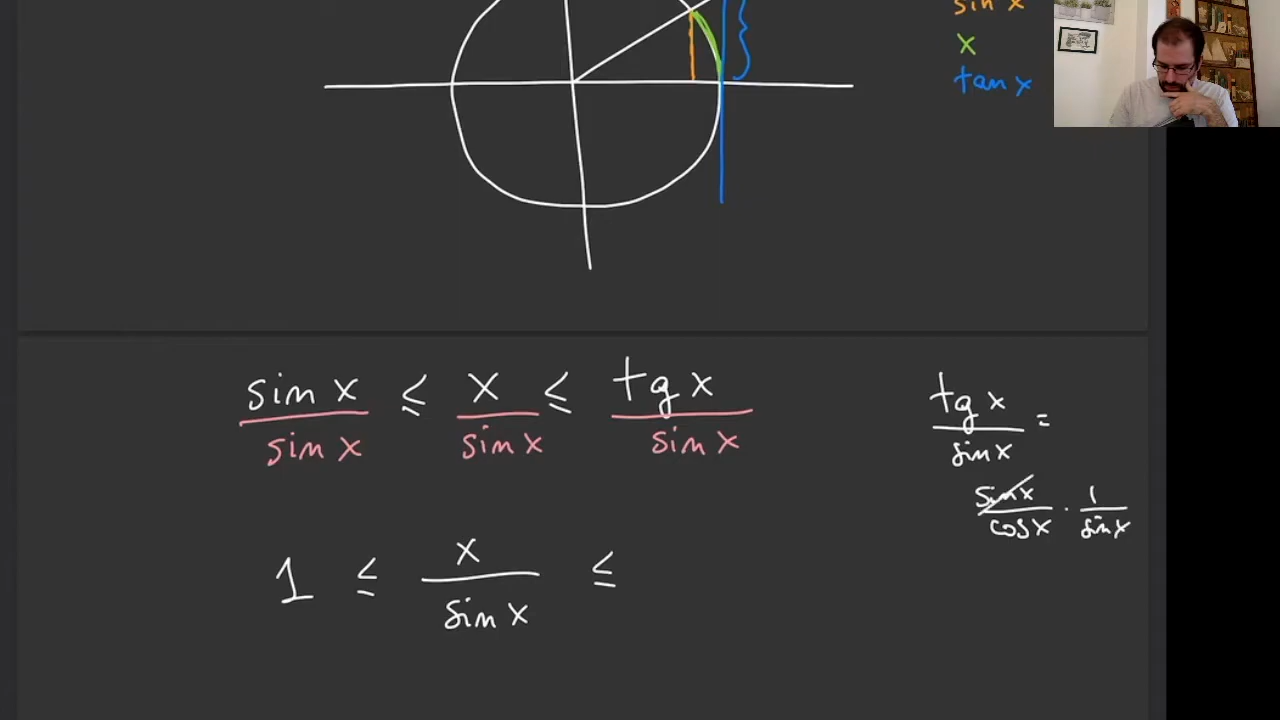 sin x
x
tan x
sin x ≤ x ≤ tg x
sin x sin x sin x
tg x =
sin x
sin x · 1
cos x sin x
1 ≤ x ≤
sin x